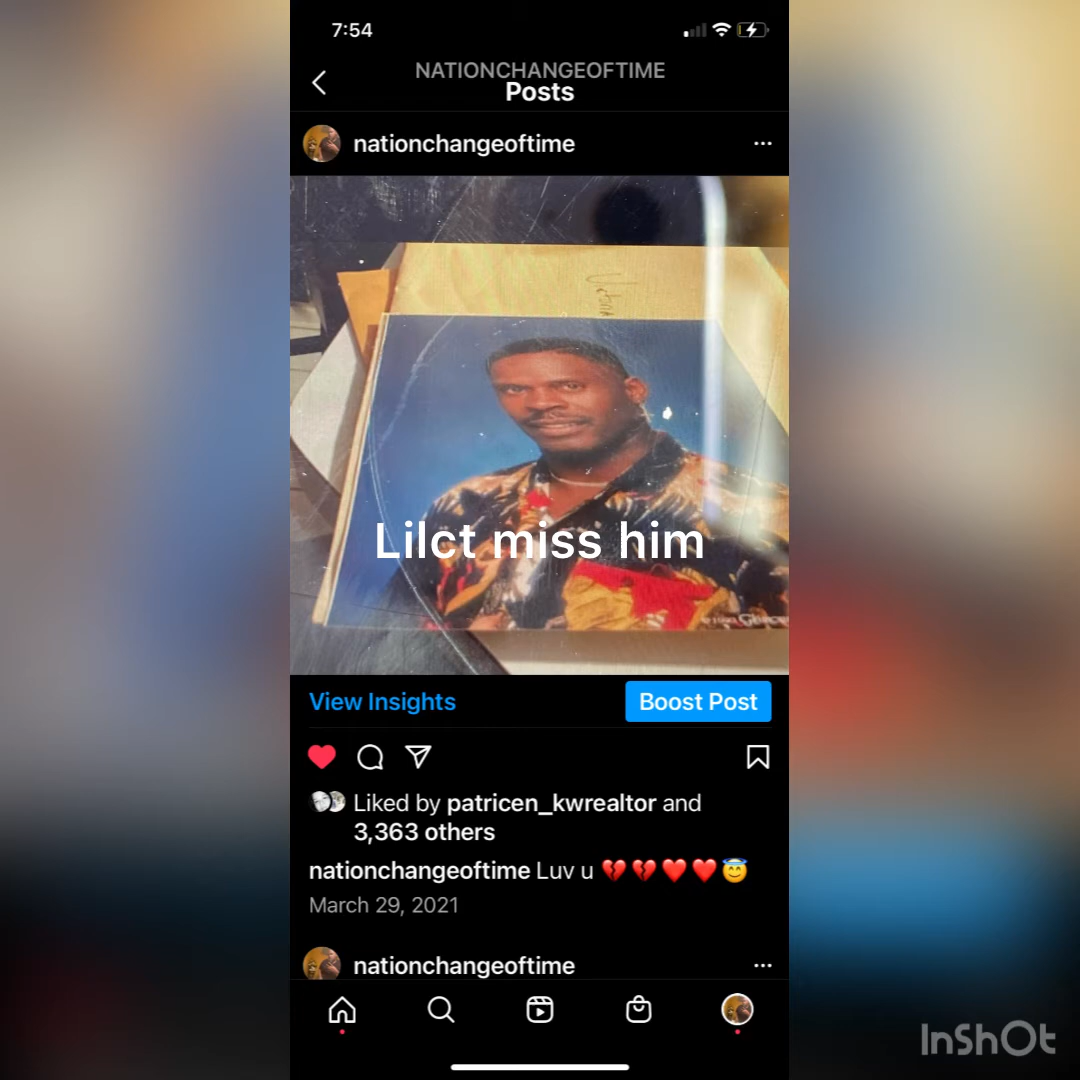 7:54
NATIONCHANGEOFTIME
Posts
nationchangeoftime
Lilct miss him
View Insights
Boost Post
Liked by patricen_kwrealtor and
3,363 others
nationchangeoftime Luv u 💔💔❤️❤️😇
March 29, 2021
nationchangeoftime
InShOt